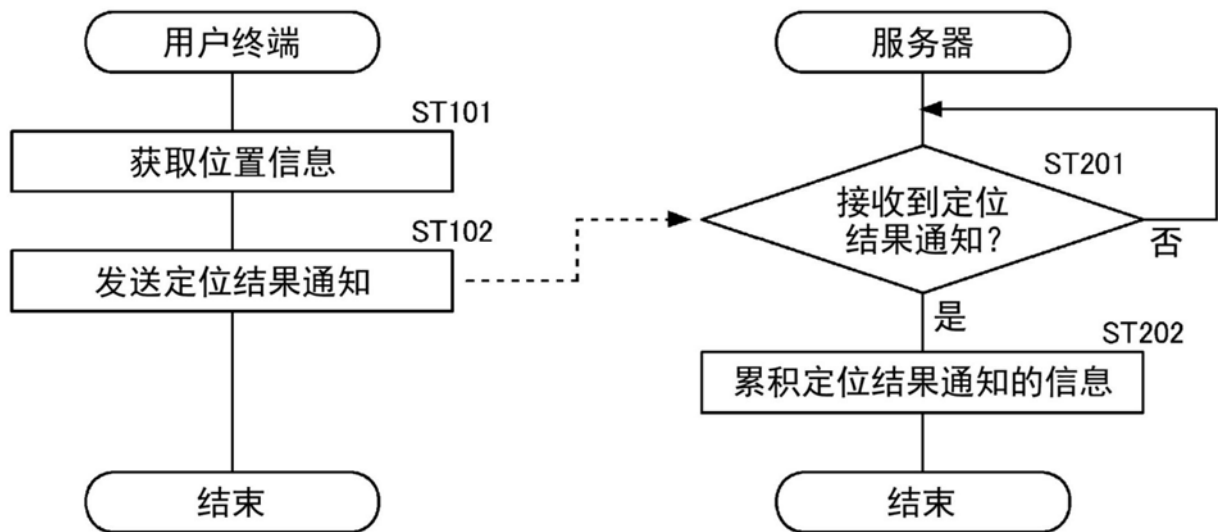 用户终端
ST101
获取位置信息
ST102
发送定位结果通知
结束
服务器
ST201
接收到定位
结果通知?
否
是
ST202
累积定位结果通知的信息
结束